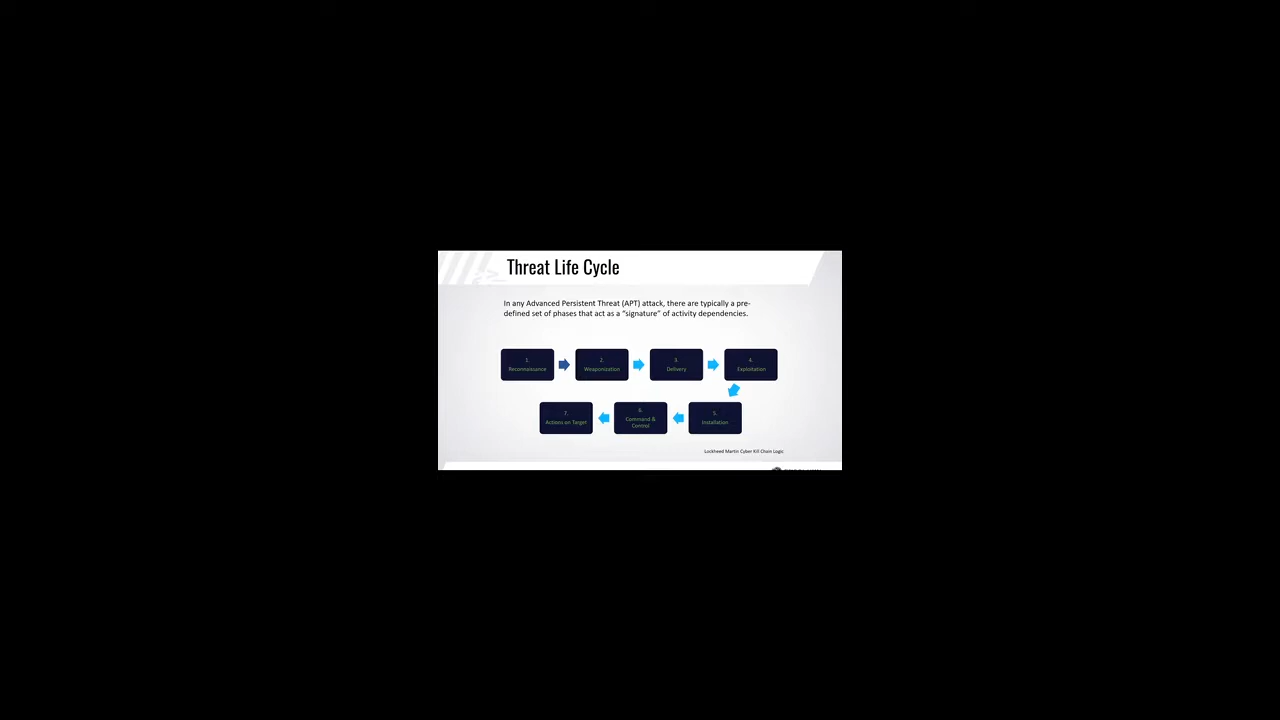 Threat Life Cycle
In any Advanced Persistent Threat (APT) attack, there are typically a pre-
defined set of phases that act as a “signature” of activity dependencies.
1.
Reconnaissance
2.
Weaponization
3.
Delivery
4.
Exploitation
5.
Installation
6.
Command &
Control
7.
Actions on Target
Lockheed Martin Cyber Kill Chain Logic